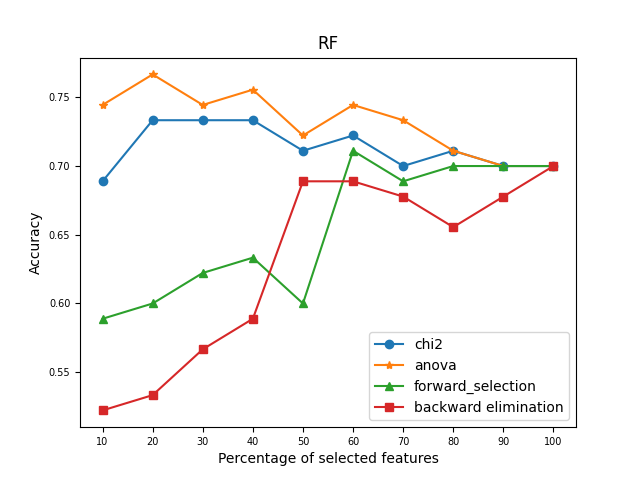 RF
Accuracy
0.75
0.70
0.65
0.60
0.55
chi2
anova
forward_selection
backward elimination
10 20 30 40 50 60 70 80 90 100
Percentage of selected features